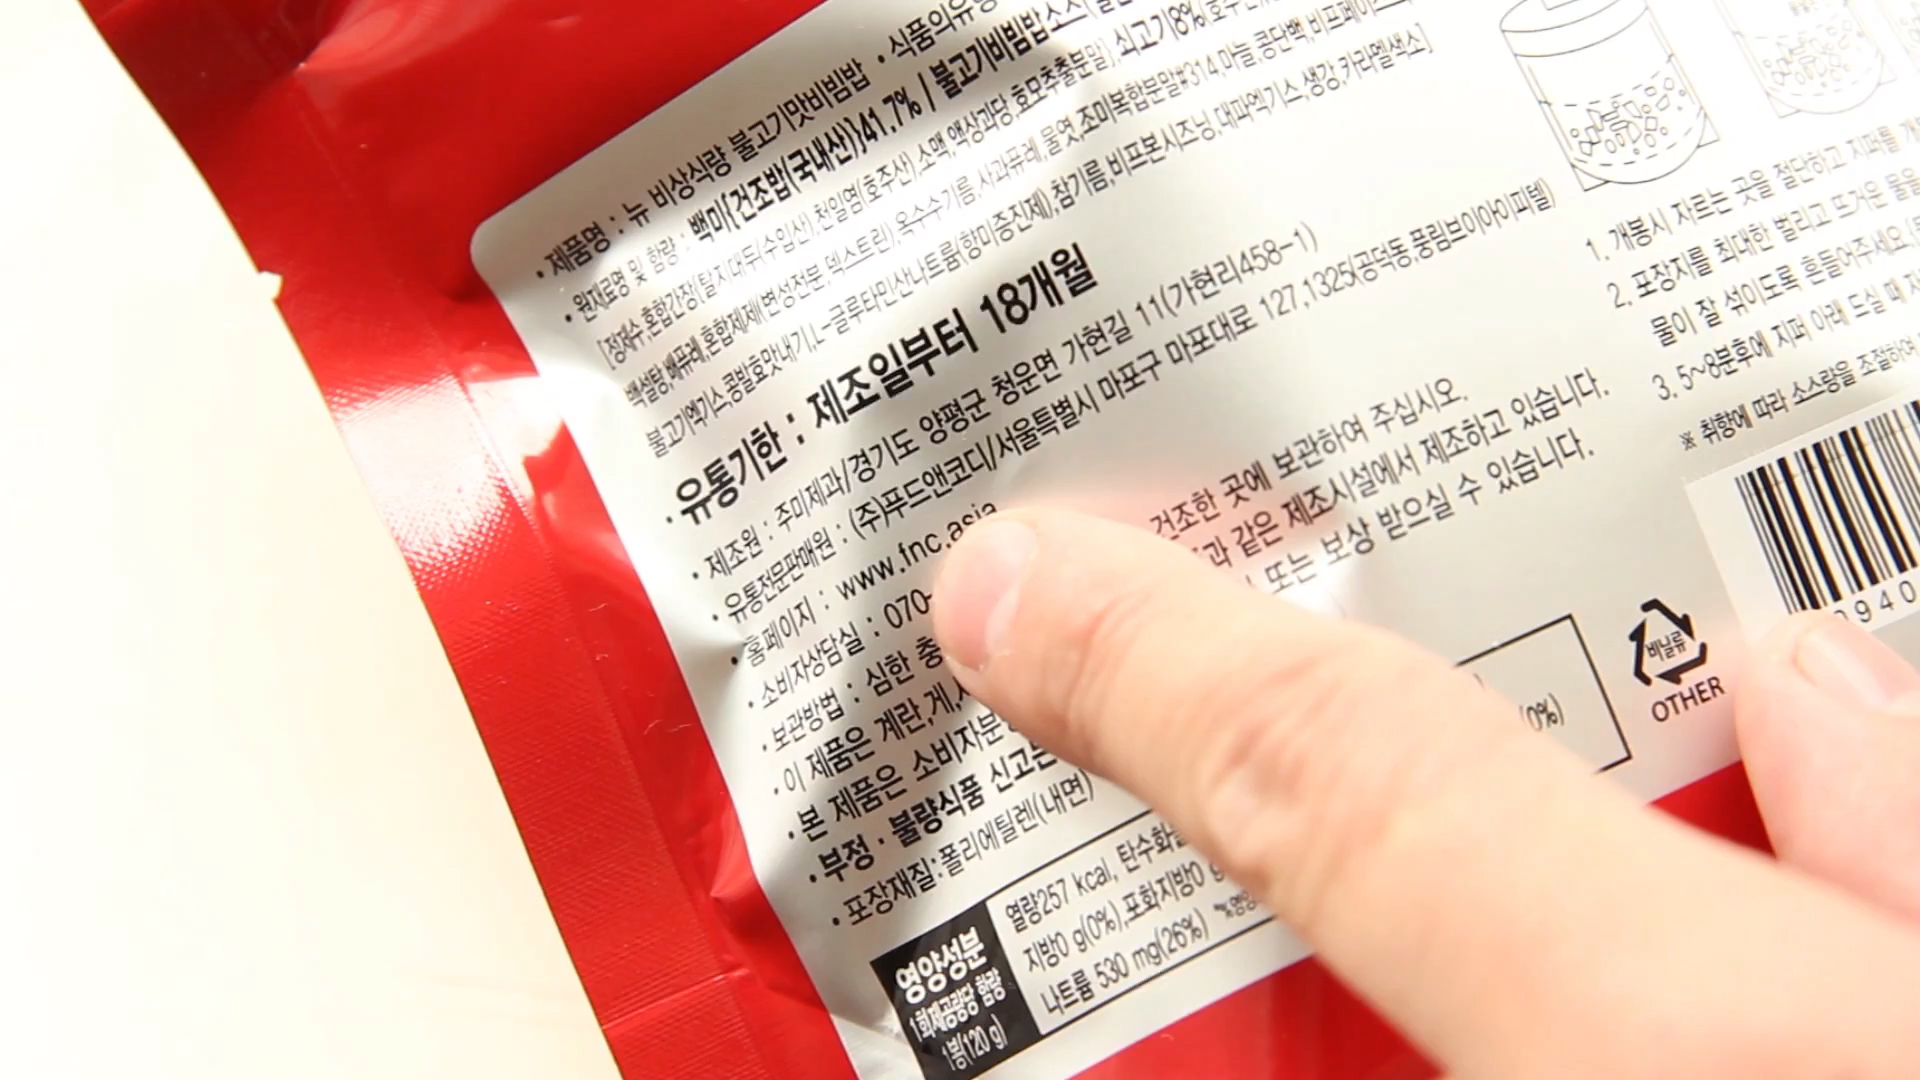 • 제품명 : 뉴 비상식량 불고기맛비빔밥 • 식품의유형
• 원재료명 및 함량 : 백미{건조밥(국내산)}41.7% / 불고기비빔밥소스
[정제수,혼합간장(탈지대두(수입산),천일염(호주산),소맥,액상과당,효모추출분말),쇠고기8%(호주산
백설탕,배퓨레,혼합제제(변성전분,덱스트린),옥수수기름,사과퓨레,물엿,조미복합분말#314,마늘,콩단백,비프페이스트
불고기엑기스,콩발효맛내기,L-글루타민산나트륨(향미증진제),참기름,비프본시즈닝,대파엑기스,생강,카라멜색소]
• 유통기한 : 제조일부터 18개월
• 제조원 : 주미제과/경기도 양평군 청운면 가현길 11(가현리458-1)
• 유통전문판매원 : (주)푸드앤코디/서울특별시 마포구 마포대로 127,1325(공덕동,풍림브이아이피텔)
• 홈페이지 : www.fnc.asia
• 소비자상담실 : 070-
• 보관방법 : 심한 충 건조한 곳에 보관하여 주십시오.
• 이 제품은 계란,게, 과 같은 제조시설에서 제조하고 있습니다.
• 본 제품은 소비자분 또는 보상 받으실 수 있습니다.
• 부정 · 불량식품 신고는
• 포장재질:폴리에틸렌(내면)
영양성분
1회제공량당 함량
1봉(120 g)
열량257 kcal, 탄수화물
지방0 g(0%),포화지방0 g (0%)
나트륨 530 mg(26%) *%영양
1. 개봉시 자르는 곳을 절단하고 지퍼를
2. 포장지를 최대한 벌리고 뜨거운 물을
물이 잘 섞이도록 흔들어주세요.
3. 5~8분후에 지퍼 아래 드실 때
※ 취향에 따라 소스량을 조절하여
비닐류
OTHER
940